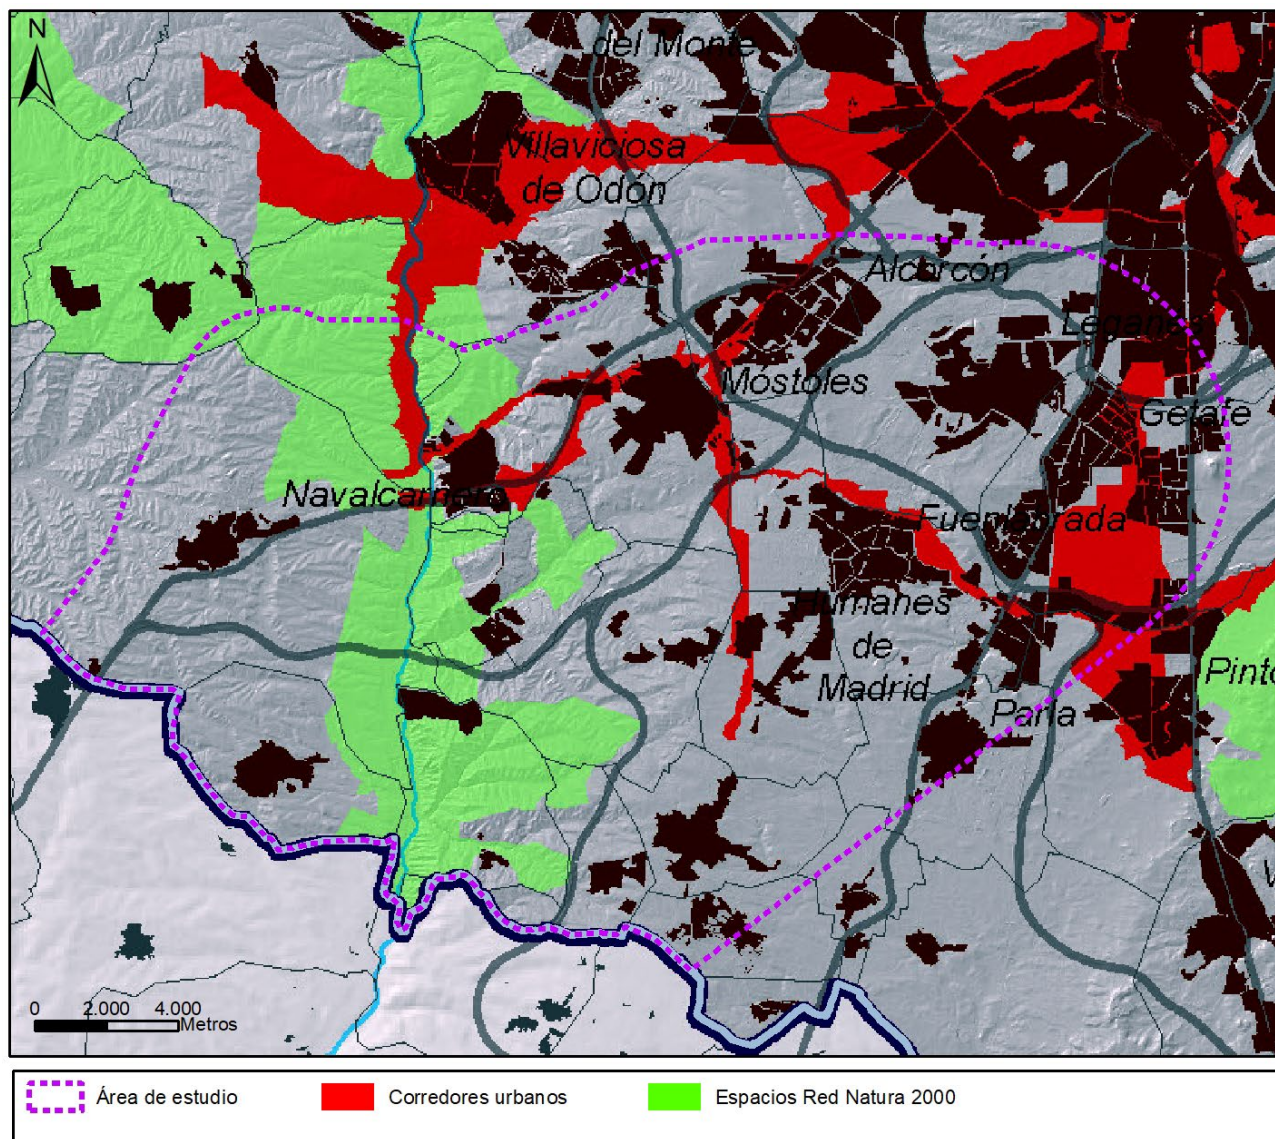 N
del Monte
Villaviciosa
de Odón
Alcorcón
Leganés
Móstoles
Getafe
Navalcarnero
Fuenlabrada
Humanes
de
Madrid
Parla
Pinto
0 2.000 4.000
Metros
Área de estudio
Corredores urbanos
Espacios Red Natura 2000